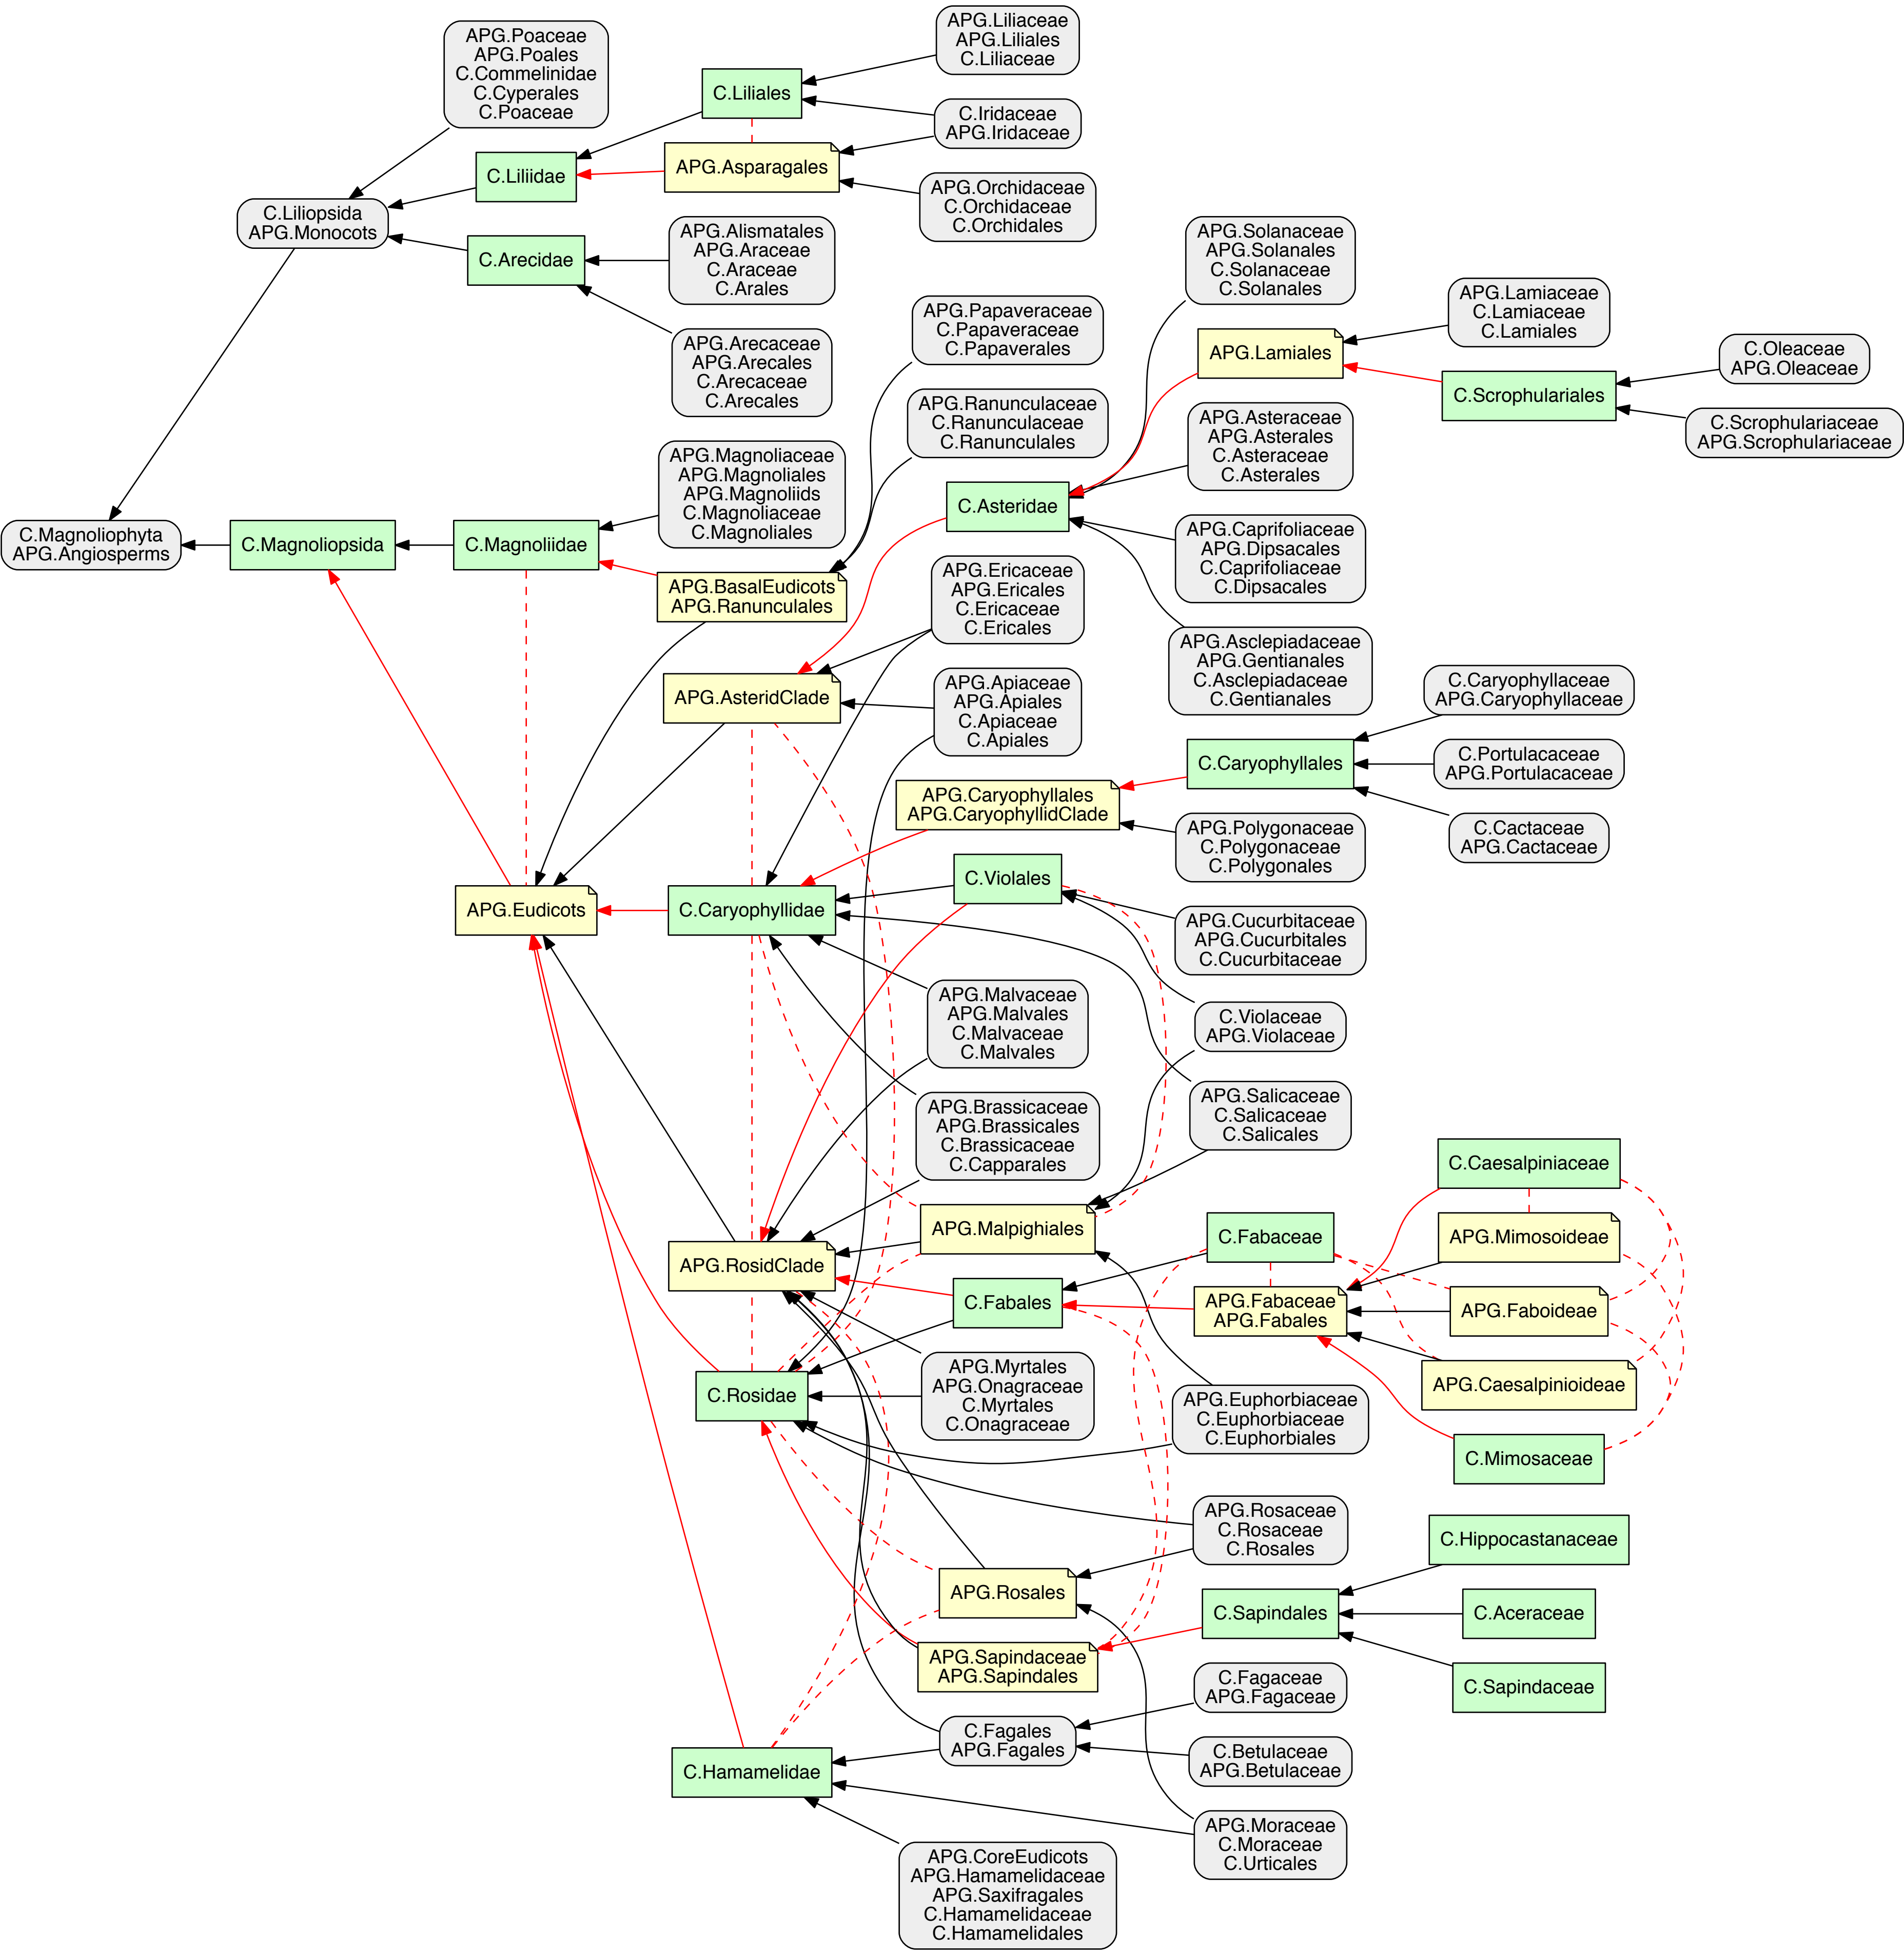 APG.Poaceae
APG.Poales
C.Commelinidae
C.Cyperales
C.Poaceae
C.Liliales
APG.Liliaceae
APG.Liliales
C.Liliaceae
C.Iridaceae
APG.Iridaceae
C.Liliidae
APG.Asparagales
APG.Orchidaceae
C.Orchidaceae
C.Orchidales
C.Liliopsida
APG.Monocots
C.Arecidae
APG.Alismatales
APG.Araceae
C.Araceae
C.Arales
APG.Arecaceae
APG.Arecales
C.Arecaceae
C.Arecales
APG.Solanaceae
APG.Solanales
C.Solanaceae
C.Solanales
APG.Papaveraceae
C.Papaveraceae
C.Papaverales
APG.Lamiales
APG.Lamiaceae
C.Lamiaceae
C.Lamiales
C.Scrophulariales
C.Oleaceae
APG.Oleaceae
C.Scrophulariaceae
APG.Scrophulariaceae
APG.Ranunculaceae
C.Ranunculaceae
C.Ranunculales
APG.Asteraceae
APG.Asterales
C.Asteraceae
C.Asterales
APG.Magnoliaceae
APG.Magnoliales
APG.Magnoliids
C.Magnoliaceae
C.Magnoliales
C.Asteridae
C.Magnoliophyta
APG.Angiosperms
C.Magnoliopsida
C.Magnoliidae
APG.BasalEudicots
APG.Ranunculales
APG.Caprifoliaceae
APG.Dipsacales
C.Caprifoliaceae
C.Dipsacales
APG.Ericaceae
APG.Ericales
C.Ericaceae
C.Ericales
APG.Asclepiadaceae
APG.Gentianales
C.Asclepiadaceae
C.Gentianales
APG.AsteridClade
APG.Apiaceae
APG.Apiales
C.Apiaceae
C.Apiales
C.Caryophyllaceae
APG.Caryophyllaceae
C.Caryophyllales
C.Portulacaceae
APG.Portulacaceae
APG.Caryophyllales
APG.CaryophyllidClade
APG.Polygonaceae
C.Polygonaceae
C.Polygonales
C.Cactaceae
APG.Cactaceae
C.Violales
APG.Eudicots
C.Caryophyllidae
APG.Cucurbitaceae
APG.Cucurbitales
C.Cucurbitaceae
APG.Malvaceae
APG.Malvales
C.Malvaceae
C.Malvales
C.Violaceae
APG.Violaceae
APG.Brassicaceae
APG.Brassicales
C.Brassicaceae
C.Capparales
APG.Salicaceae
C.Salicaceae
C.Salicales
C.Caesalpiniaceae
APG.Malpighiales
C.Fabaceae
APG.Mimosoideae
APG.RosidClade
C.Fabales
APG.Fabaceae
APG.Fabales
APG.Faboideae
APG.Caesalpinioideae
C.Rosidae
APG.Myrtales
APG.Onagraceae
C.Myrtales
C.Onagraceae
APG.Euphorbiaceae
C.Euphorbiaceae
C.Euphorbiales
C.Mimosaceae
APG.Rosaceae
C.Rosaceae
C.Rosales
C.Hippocastanaceae
APG.Rosales
C.Sapindales
C.Aceraceae
APG.Sapindaceae
APG.Sapindales
C.Sapindaceae
C.Fagaceae
APG.Fagaceae
C.Fagales
APG.Fagales
C.Betulaceae
APG.Betulaceae
C.Hamamelidae
APG.Moraceae
C.Moraceae
C.Urticales
APG.CoreEudicots
APG.Hamamelidaceae
APG.Saxifragales
C.Hamamelidaceae
C.Hamamelidales